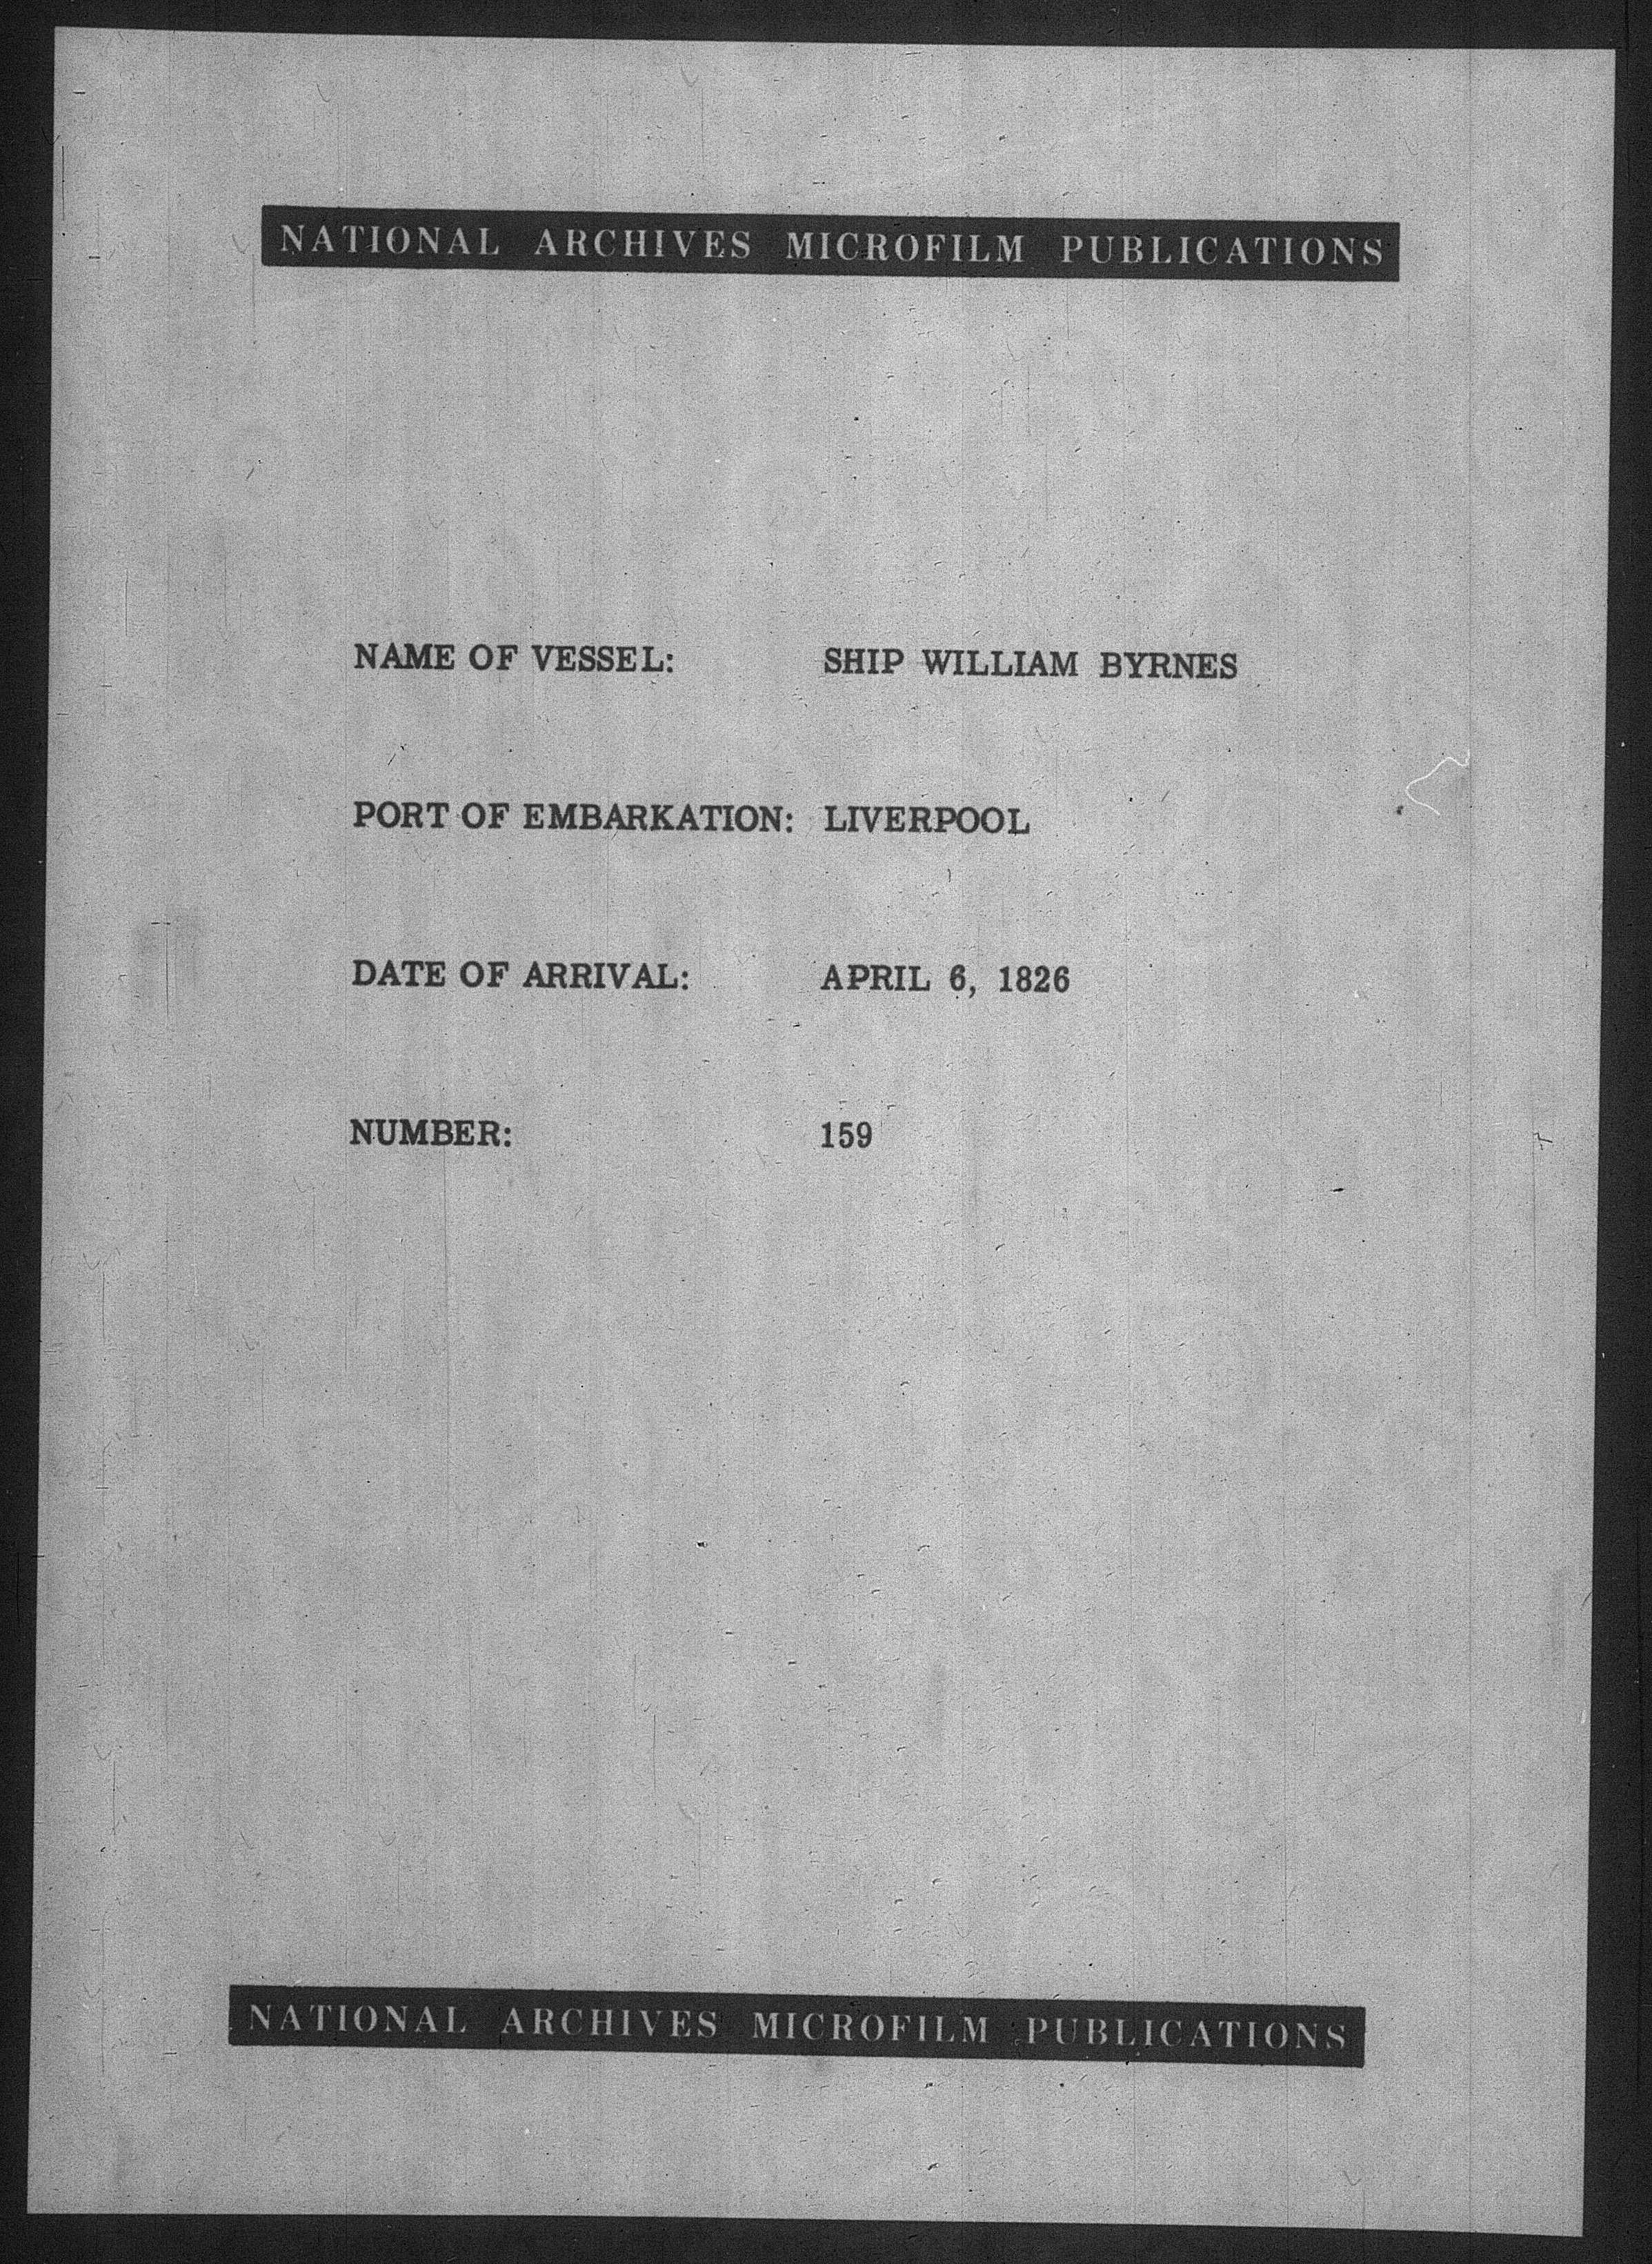 NATIONAL ARCHIVES MICROFILM PUBLICATIONS
NAME OF VESSEL: SHIP WILLIAM BYRNES
PORT OF EMBARKATION: LIVERPOOL
DATE OF ARRIVAL: APRIL 6, 1826
NUMBER: 159
NATIONAL ARCHIVES MICROFILM PUBLICATIONS